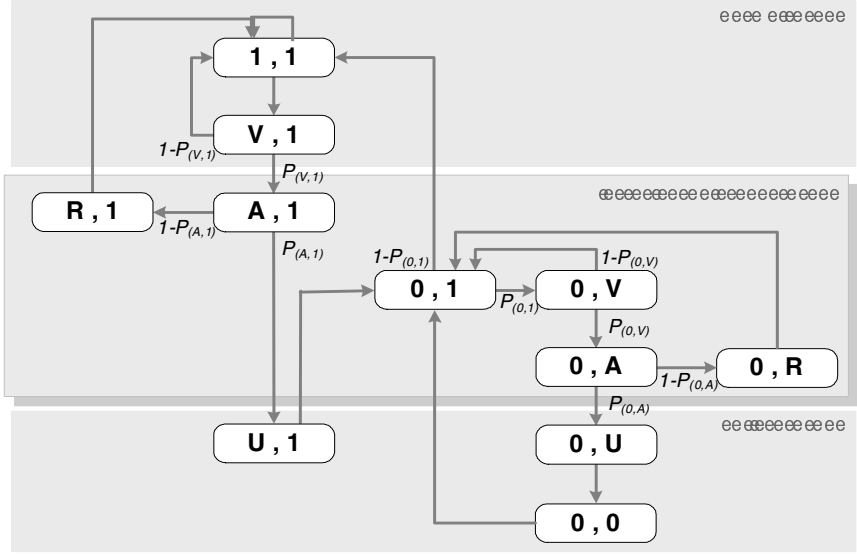 1 , 1
V , 1
1-P(V,1)
P(V,1)
R , 1
A , 1
1-P(A,1)
P(A,1)
1-P(0,1)
1-P(0,V)
0 , 1
0 , V
P(0,1)
P(0,V)
0 , A
0 , R
1-P(0,A)
P(0,A)
U , 1
0 , U
0 , 0